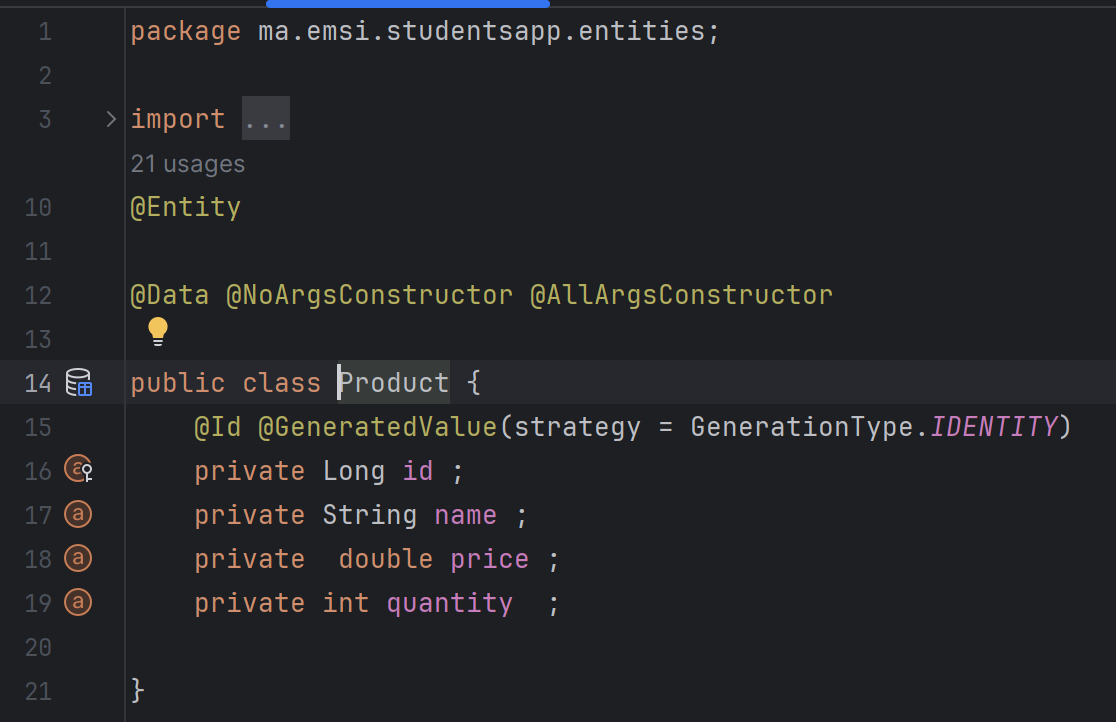 1 package ma.emsi.studentsapp.entities;
2
3 import ...
21 usages
10 @Entity
11
12 @Data @NoArgsConstructor @AllArgsConstructor
13
14 public class Product {
15 @Id @GeneratedValue(strategy = GenerationType.IDENTITY)
16 a private Long id ;
17 a private String name ;
18 a private  double price ;
19 a private int quantity  ;
20
21 }